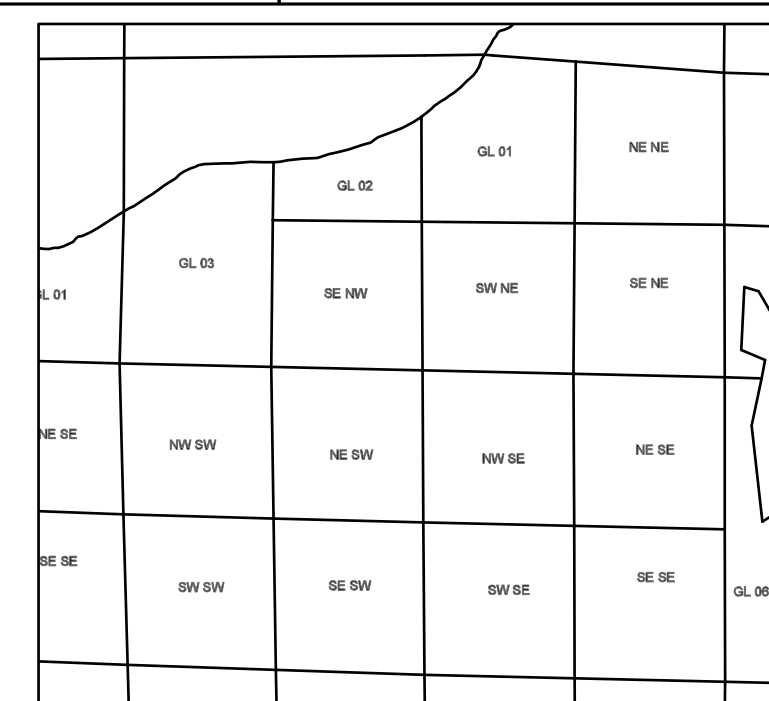 NE NE
GL 01
GL 02
GL 03
SE NE
SW NE
SE NW
L 01
NW SW
NE SW
NW SE
NE SE
NE SE
SW SW
SE SW
SW SE
SE SE
SE SE
GL 06